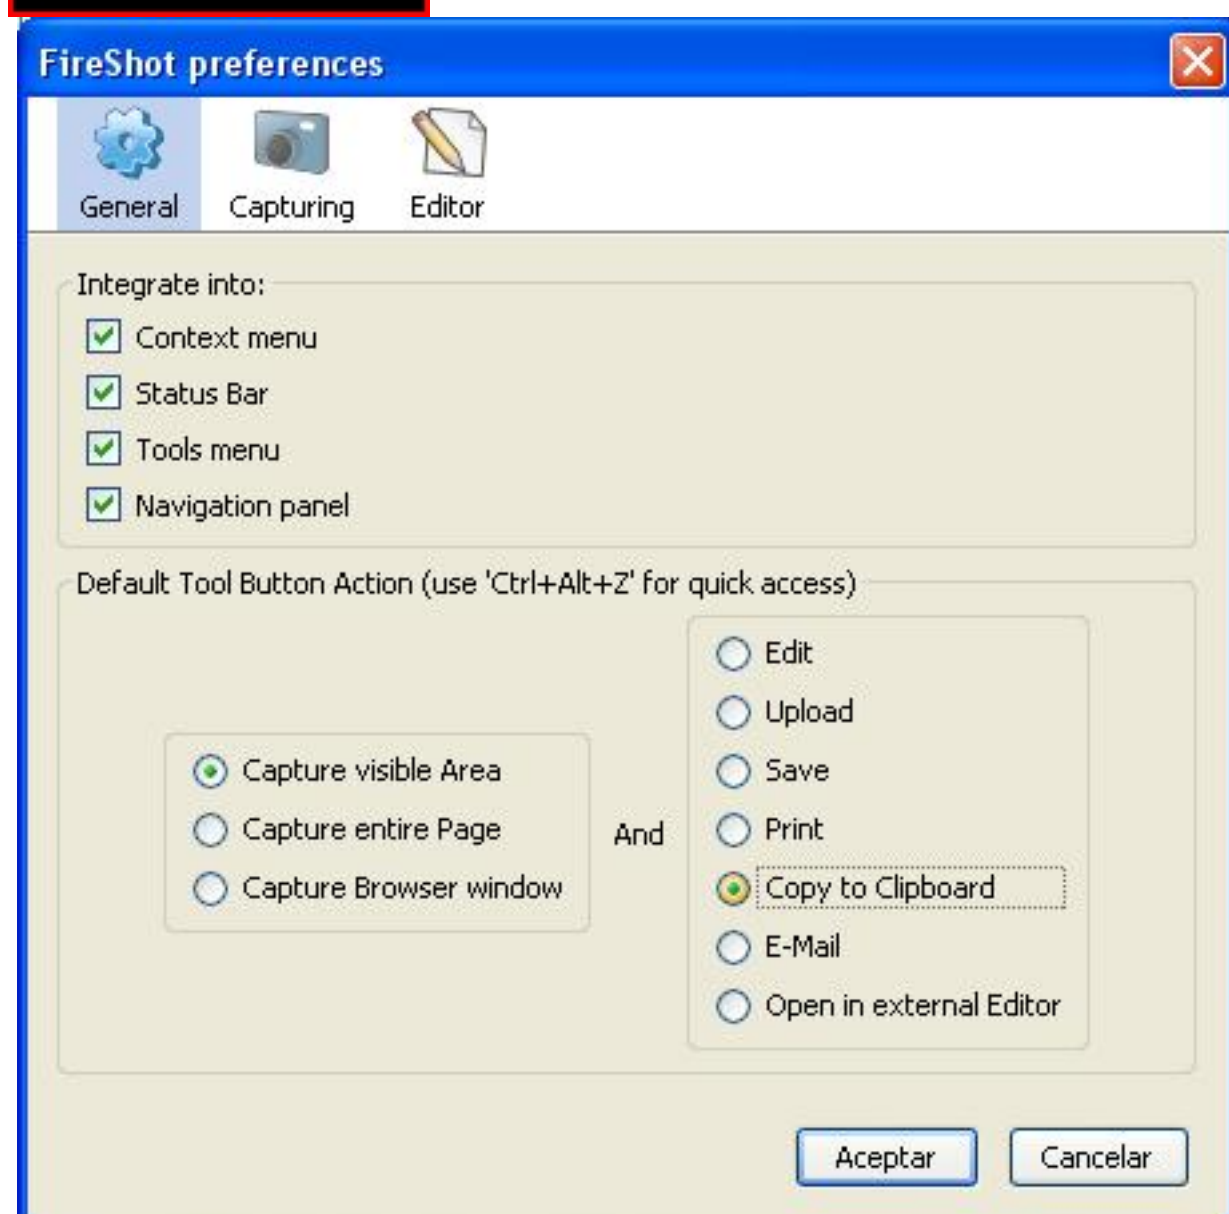 FireShot preferences
General Capturing Editor
Integrate into:
Context menu
Status Bar
Tools menu
Navigation panel
Default Tool Button Action (use 'Ctrl+Alt+Z' for quick access)
Capture visible Area
Capture entire Page
Capture Browser window
And
Edit
Upload
Save
Print
Copy to Clipboard
E-Mail
Open in external Editor
Aceptar Cancelar